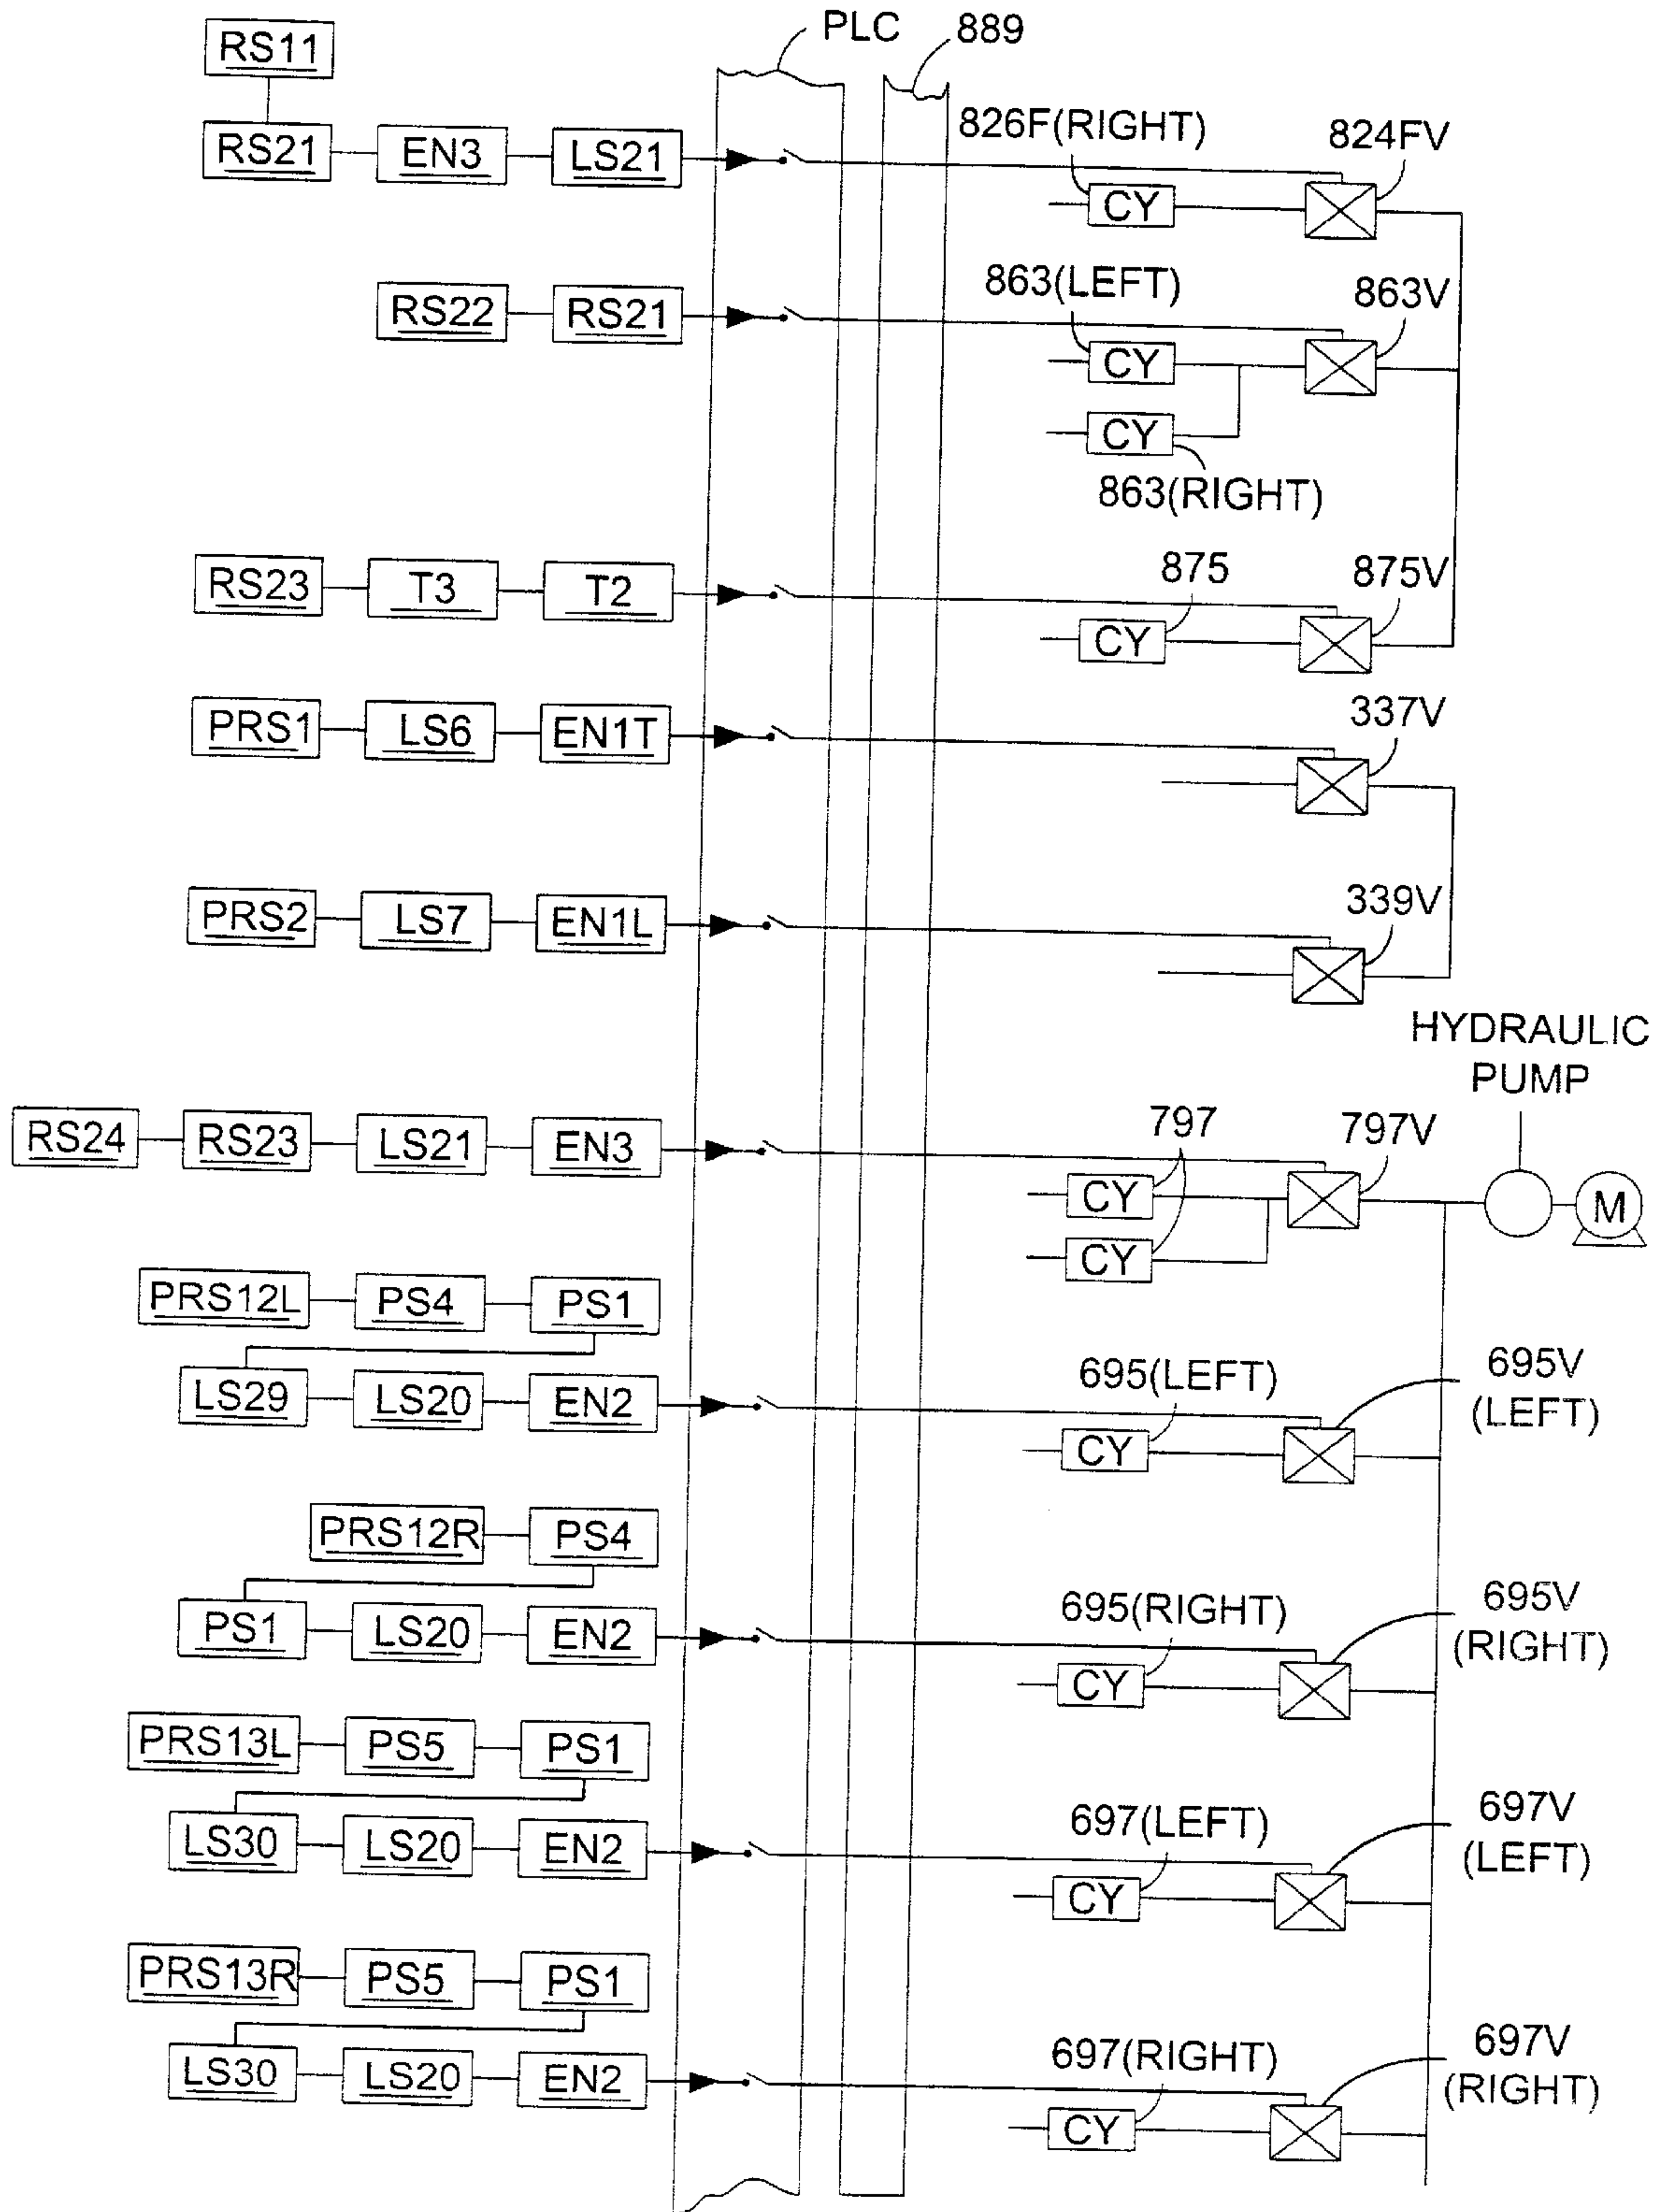 PLC
889
RS11
826F(RIGHT)
824FV
RS21 EN3 LS21
CY
863(LEFT)
863V
RS22 RS21
CY
CY
863(RIGHT)
875
875V
RS23 T3 T2
CY
337V
PRS1 LS6 EN1T
339V
PRS2 LS7 EN1L
HYDRAULIC
PUMP
797
797V
RS24 RS23 LS21 EN3
CY
M
CY
PRS12L PS4 PS1
695(LEFT)
695V
(LEFT)
LS29 LS20 EN2
CY
PRS12R PS4
695(RIGHT)
695V
(RIGHT)
PS1 LS20 EN2
CY
PRS13L PS5 PS1
697(LEFT)
697V
(LEFT)
LS30 LS20 EN2
CY
PRS13R PS5 PS1
697(RIGHT)
697V
(RIGHT)
LS30 LS20 EN2
CY